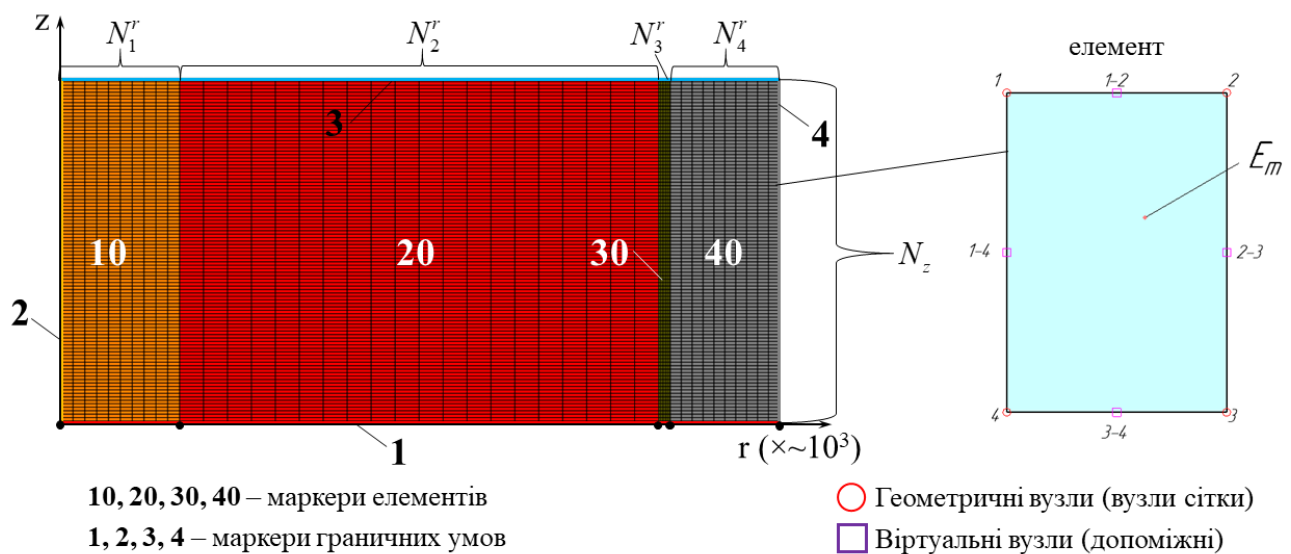 z
N₁ʳ
N₂ʳ
N₃ʳ
N₄ʳ
елемент
1
1-2
2
3
4
Eₘ
10
20
30
40
N_z
1-4
2-3
2
4
3
3-4
1
r (×~10³)
10, 20, 30, 40 – маркери елементів
1, 2, 3, 4 – маркери граничних умов
Геометричні вузли (вузли сітки)
Віртуальні вузли (допоміжні)